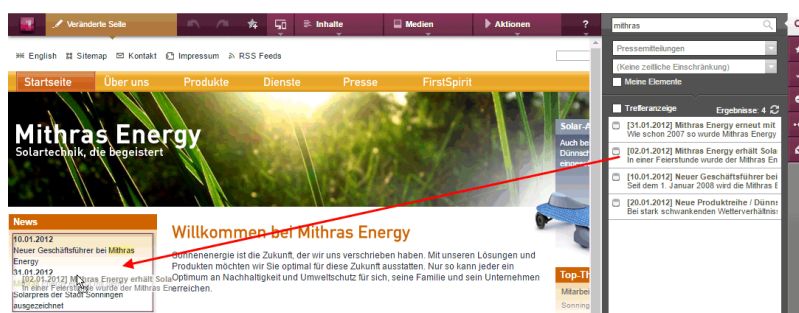 Veränderte Seite
Inhalte
Medien
Aktionen
?
mithras
English Sitemap Kontakt Impressum RSS Feeds
Pressemitteilungen
(Keine zeitliche Einschränkung)
Meine Elemente
Startseite Über uns Produkte Dienste Presse FirstSpirit
Trefferanzeige Ergebnisse: 4
Mithras Energy
Solartechnik, die begeistert
Solar-A
Auch bei
Dünnsch
[31.01.2012] Mithras Energy erneut mit
Wie schon 2007 so wurde Mithras Energy
[02.01.2012] Mithras Energy erhält Sola
In einer Feierstunde wurde der Mithras En
[10.01.2012] Neuer Geschäftsführer bei
Seit dem 1. Januar 2008 wird die Mithras E
[20.01.2012] Neue Produktreihe / Dünns
Bei stark schwankenden Wetterverhältnis
News
10.01.2012
Neuer Geschäftsführer bei Mithras
Energy
31.01.2012
[02.01.2012] Mithras Energy erhält Sola
In einer Feierstunde wurde der Mithras En
Solarpreis der Stadt Sonningen
ausgezeichnet
Willkommen bei Mithras Energy
Sonnenenergie ist die Zukunft, der wir uns verschrieben haben. Mit unseren Lösungen und
Produkten möchten wir Sie optimal für diese Zukunft ausstatten. Nur so kann jeder ein
Optimum an Nachhaltigkeit und Umweltschutz für sich, seine Familie und sein Unternehmen
erreichen.
Top-Th
Mitarbei
Sonning